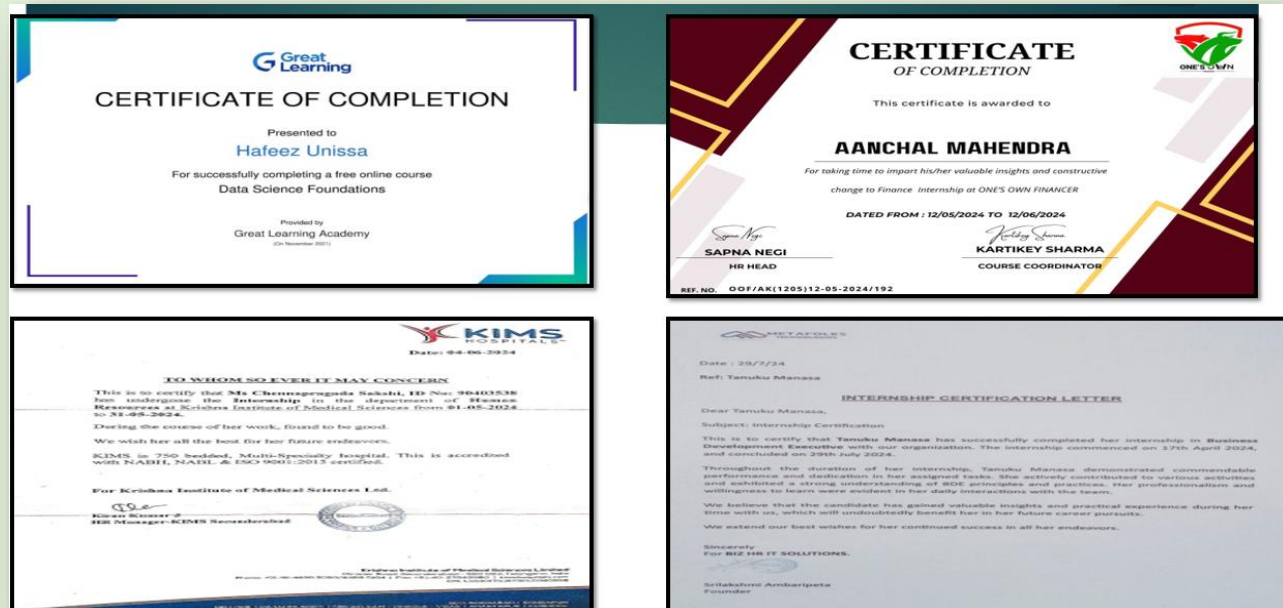 Great
Learning
CERTIFICATE OF COMPLETION
Presented to
Hafeez Unissa
For successfully completing a free online course
Data Science Foundations
Provided by
Great Learning Academy
(On November 2021)
CERTIFICATE
OF COMPLETION
ONE'S OWN
This certificate is awarded to
AANCHAL MAHENDRA
For taking time to impart his/her valuable insights and constructive
change to Finance Internship at ONE'S OWN FINANCER
DATED FROM : 12/05/2024 TO 12/06/2024
SAPNA NEGI
HR HEAD
KARTIKEY SHARMA
COURSE COORDINATOR
REF. NO. OOF/AK(1205)12-05-2024/192
KIMS
HOSPITALS
Date: 04-06-2024
TO WHOM SO EVER IT MAY CONCERN
This is to certify that Ms Chennapragada Sakshi, ID No: 90403538
has undergone the Internship in the department of Human
Resources at Krishna Institute of Medical Sciences from 01-05-2024
to 31-05-2024.
During the course of her work, found to be good.
We wish her all the best for her future endeavors.
KIMS is 750 bedded, Multi-Specialty hospital. This is accredited
with NABH, NABL & ISO 9001:2015 certified.
For Krishna Institute of Medical Sciences Ltd.
Kiran Kumar J
HR Manager-KIMS Secunderabad
Krishna Institute of Medical Sciences Limited
METAFOLKS
Date : 29/7/24
Ref: Tanuku Manasa
INTERNSHIP CERTIFICATION LETTER
Dear Tanuku Manasa,
Subject: Internship Certification
This is to certify that Tanuku Manasa has successfully completed her internship in Business
Development Executive with our organization. The internship commenced on 17th April 2024,
and concluded on 29th July 2024.
Throughout the duration of her internship, Tanuku Manasa demonstrated commendable
performance and dedication in her assigned tasks. She actively contributed to various activities
and exhibited a strong understanding of BDE principles and practices. Her professionalism and
willingness to learn were evident in her daily interactions with the team.
We believe that the candidate has gained valuable insights and practical experience during her
time with us, which will undoubtedly benefit her in her future career pursuits.
We extend our best wishes for her continued success in all her endeavors.
Sincerely
For BIZ HR IT SOLUTIONS.
Srilakshmi Ambaripeta
Founder